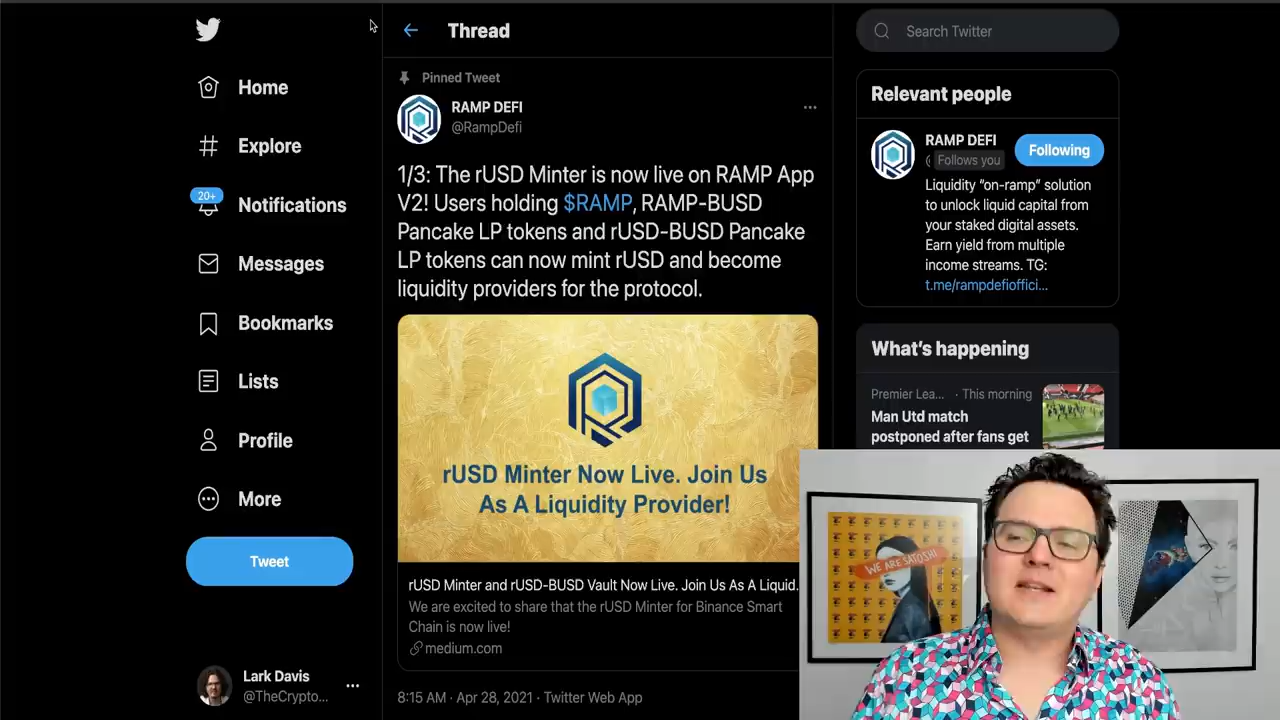 Home
Explore
20+
Notifications
Messages
Bookmarks
Lists
Profile
More
Tweet
Lark Davis
@TheCrypto...
Thread
Pinned Tweet
RAMP DEFI
@RampDefi
1/3: The rUSD Minter is now live on RAMP App
V2! Users holding $RAMP, RAMP-BUSD
Pancake LP tokens and rUSD-BUSD Pancake
LP tokens can now mint rUSD and become
liquidity providers for the protocol.
rUSD Minter Now Live. Join Us
As A Liquidity Provider!
rUSD Minter and rUSD-BUSD Vault Now Live. Join Us As A Liquid.
We are excited to share that the rUSD Minter for Binance Smart
Chain is now live!
medium.com
8:15 AM · Apr 28, 2021 · Twitter Web App
Search Twitter
Relevant people
RAMP DEFI
Following
Follows you
Liquidity “on-ramp” solution
to unlock liquid capital from
your staked digital assets.
Earn yield from multiple
income streams. TG:
t.me/rampdefioffici...
What’s happening
Premier Lea... · This morning
Man Utd match
postponed after fans get
WE ARE SATOSHI